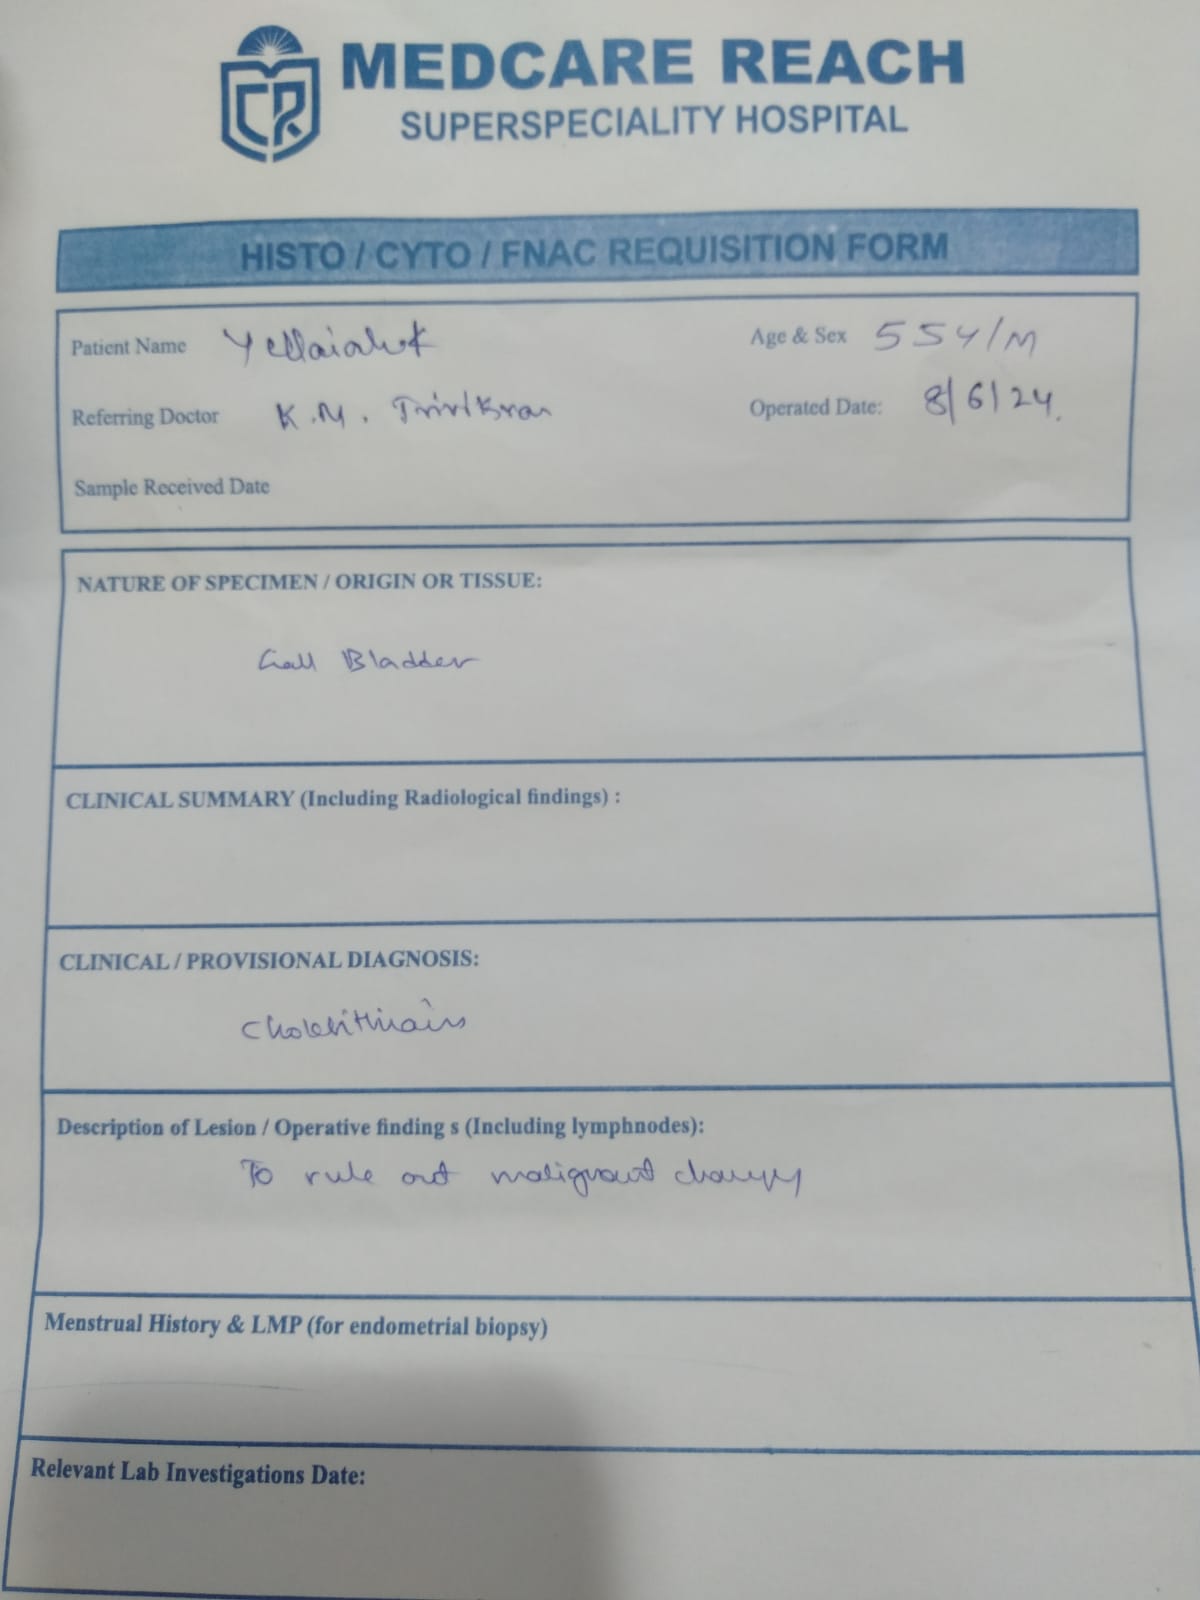 MEDCARE REACH
SUPERSPECIALITY HOSPITAL
HISTO / CYTO / FNAC REQUISITION FORM
Patient Name Yellaiah K Age & Sex 55Y/M
Referring Doctor K.M. Operated Date: 8/6/24.
Sample Received Date
NATURE OF SPECIMEN / ORIGIN OR TISSUE:
Gall Bladder
CLINICAL SUMMARY (Including Radiological findings) :
CLINICAL / PROVISIONAL DIAGNOSIS:
Description of Lesion / Operative finding s (Including lymphnodes):
To rule out malignant changes
Menstrual History & LMP (for endometrial biopsy)
Relevant Lab Investigations Date: